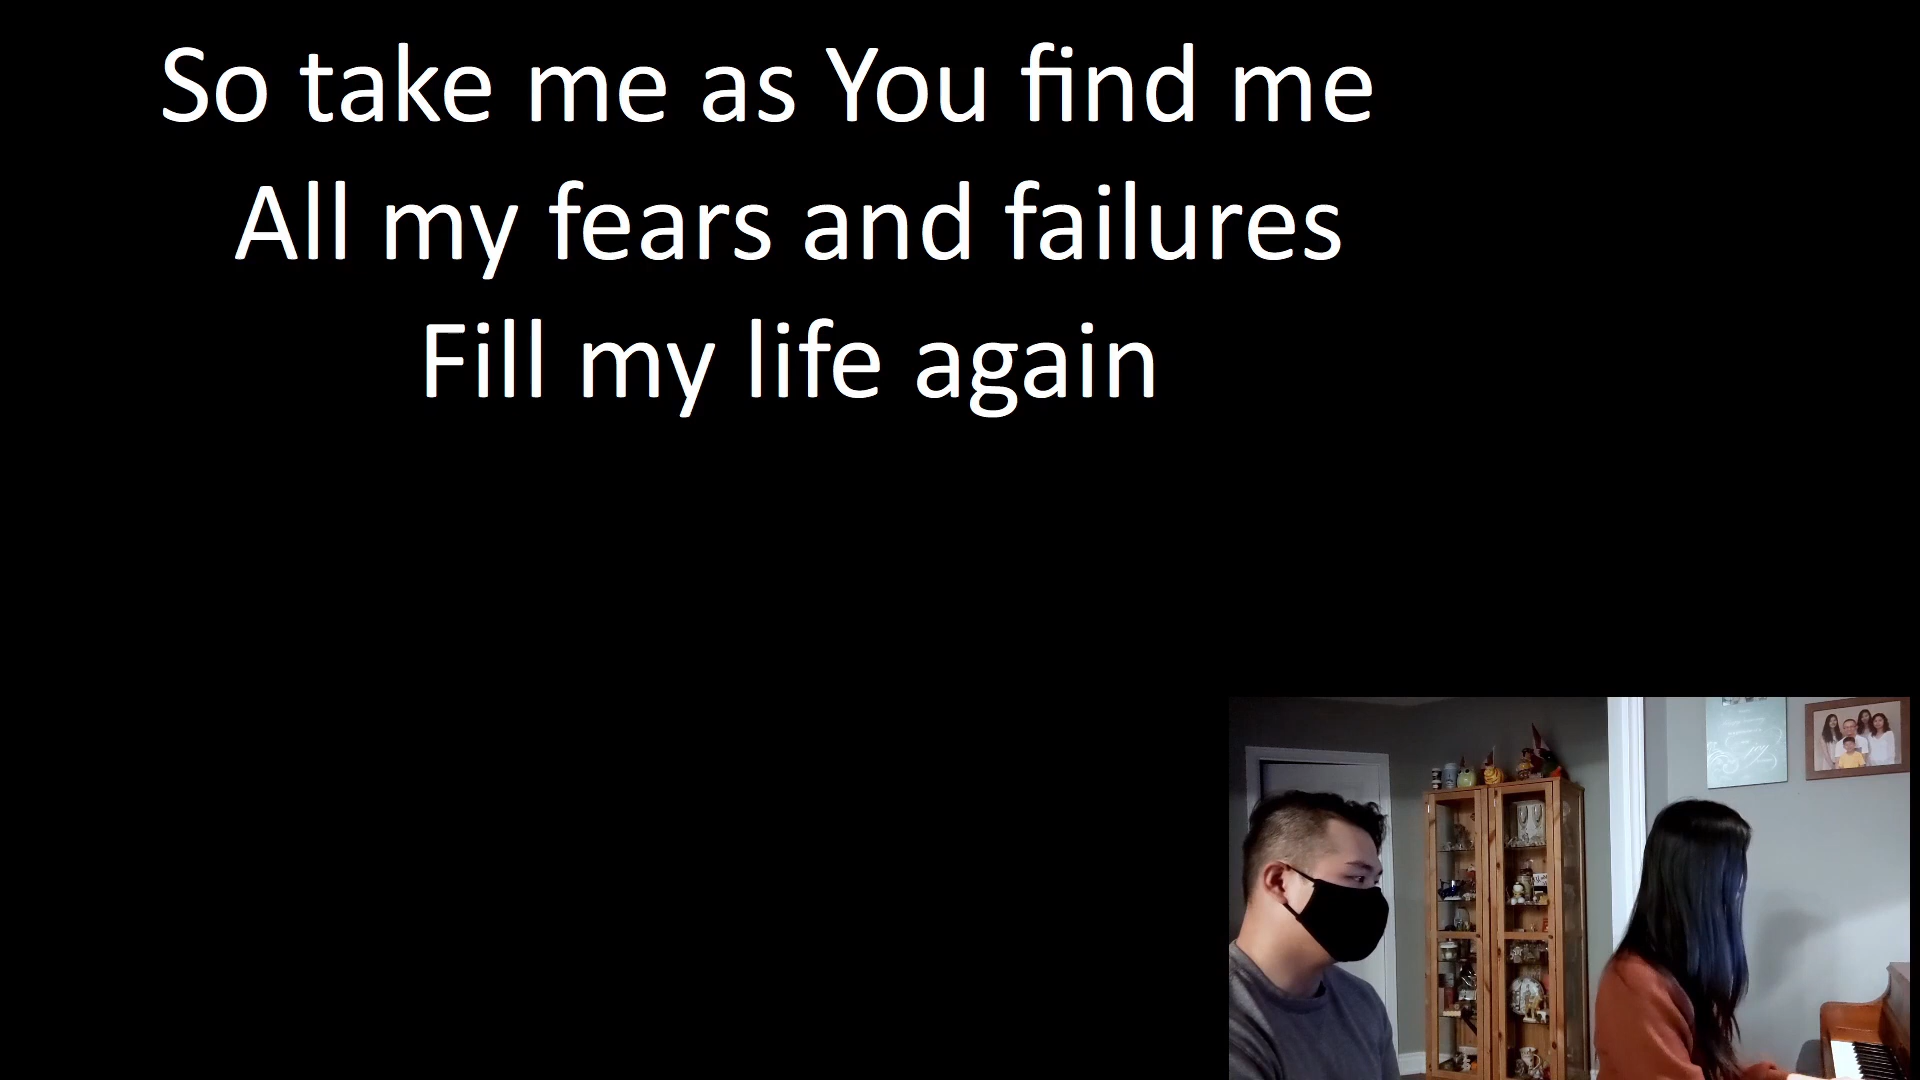 So take me as You find me
All my fears and failures
Fill my life again